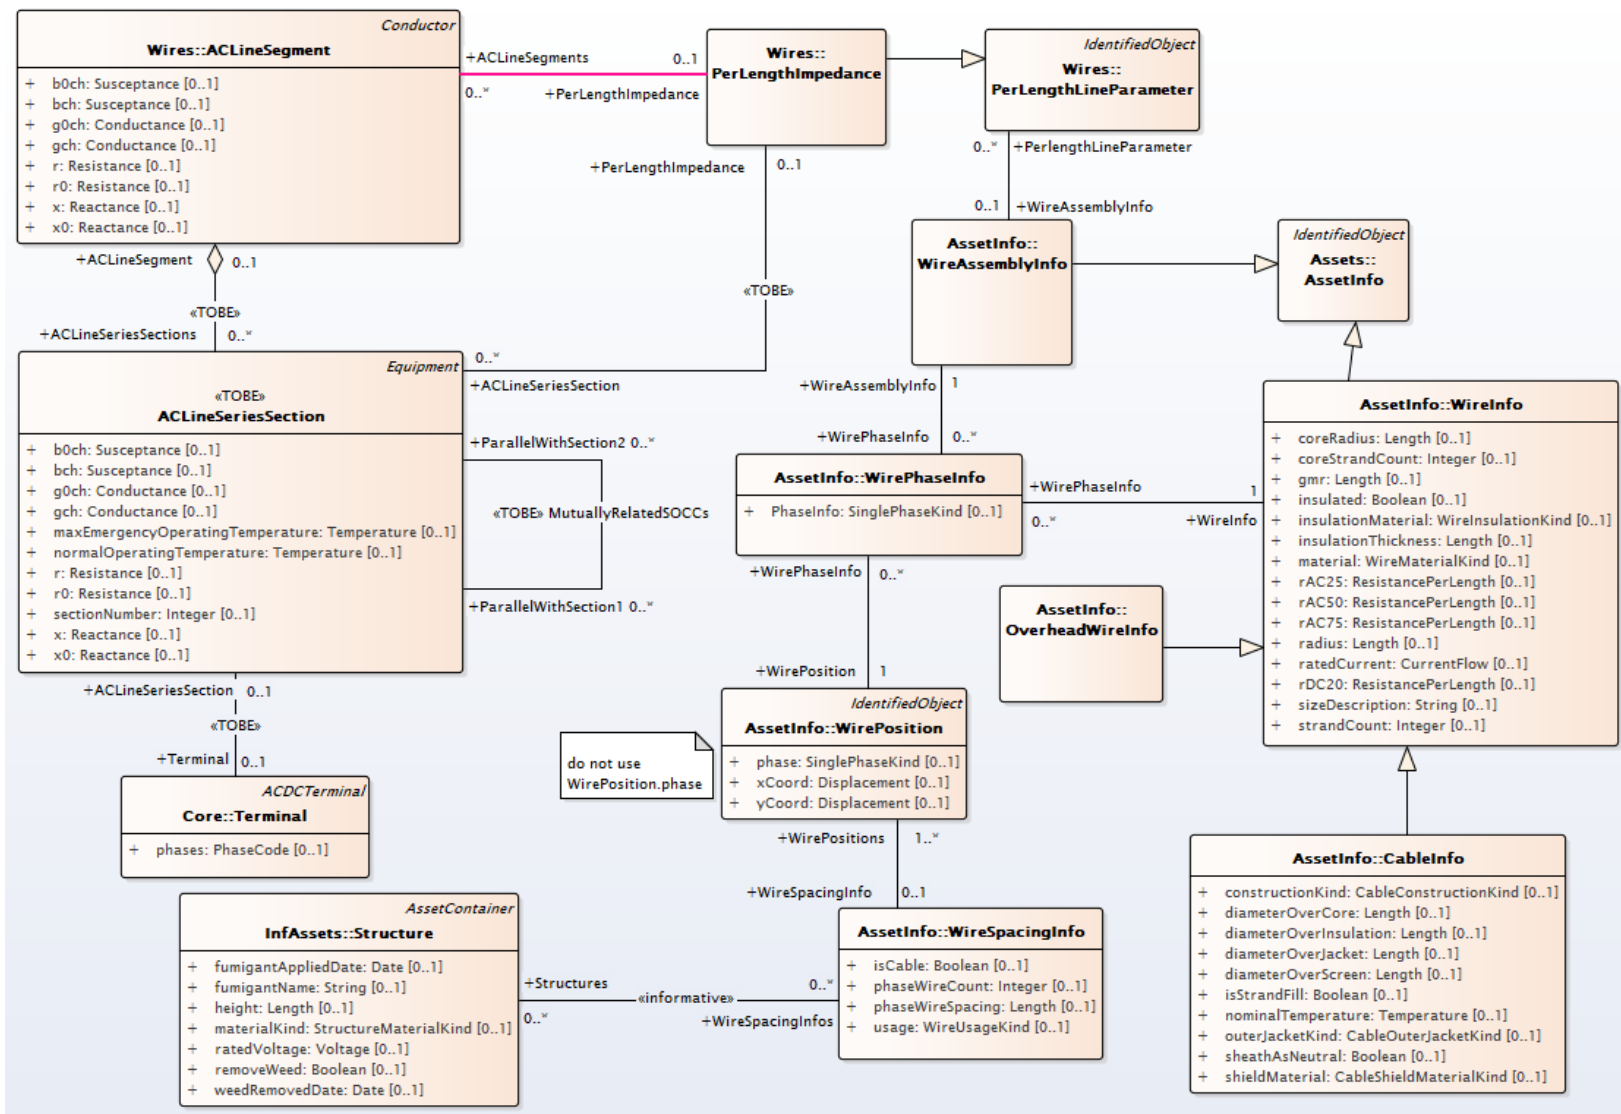 Conductor
Wires::ACLineSegment
+ b0ch: Susceptance [0..1]
+ bch: Susceptance [0..1]
+ g0ch: Conductance [0..1]
+ gch: Conductance [0..1]
+ r: Resistance [0..1]
+ r0: Resistance [0..1]
+ x: Reactance [0..1]
+ x0: Reactance [0..1]
+ACLineSegments
0..1
0..*
+PerLengthImpedance
Wires::
PerLengthImpedance
IdentifiedObject
Wires::
PerLengthLineParameter
+PerLengthImpedance
0..1
0..*
+PerlengthLineParameter
0..1
+WireAssemblyInfo
+ACLineSegment
0..1
«TOBE»
+ACLineSeriesSections
0..*
«TOBE»
AssetInfo::
WireAssemblyInfo
IdentifiedObject
Assets::
AssetInfo
Equipment
«TOBE»
ACLineSeriesSection
+ b0ch: Susceptance [0..1]
+ bch: Susceptance [0..1]
+ g0ch: Conductance [0..1]
+ gch: Conductance [0..1]
+ maxEmergencyOperatingTemperature: Temperature [0..1]
+ normalOperatingTemperature: Temperature [0..1]
+ r: Resistance [0..1]
+ r0: Resistance [0..1]
+ sectionNumber: Integer [0..1]
+ x: Reactance [0..1]
+ x0: Reactance [0..1]
0..*
+ACLineSeriesSection
+ParallelWithSection2 0..*
«TOBE» MutuallyRelatedSOCCs
+ParallelWithSection1 0..*
+WireAssemblyInfo
1
+WirePhaseInfo
0..*
AssetInfo::WirePhaseInfo
+ PhaseInfo: SinglePhaseKind [0..1]
+WirePhaseInfo
1
0..*
+WireInfo
AssetInfo::WireInfo
+ coreRadius: Length [0..1]
+ coreStrandCount: Integer [0..1]
+ gmr: Length [0..1]
+ insulated: Boolean [0..1]
+ insulationMaterial: WireInsulationKind [0..1]
+ insulationThickness: Length [0..1]
+ material: WireMaterialKind [0..1]
+ rAC25: ResistancePerLength [0..1]
+ rAC50: ResistancePerLength [0..1]
+ rAC75: ResistancePerLength [0..1]
+ radius: Length [0..1]
+ ratedCurrent: CurrentFlow [0..1]
+ rDC20: ResistancePerLength [0..1]
+ sizeDescription: String [0..1]
+ strandCount: Integer [0..1]
+WirePhaseInfo
0..*
AssetInfo::
OverheadWireInfo
+WirePosition
1
+ACLineSeriesSection
0..1
«TOBE»
+Terminal
0..1
ACDCTerminal
Core::Terminal
+ phases: PhaseCode [0..1]
do not use
WirePosition.phase
IdentifiedObject
AssetInfo::WirePosition
+ phase: SinglePhaseKind [0..1]
+ xCoord: Displacement [0..1]
+ yCoord: Displacement [0..1]
+WirePositions
1..*
+WireSpacingInfo
0..1
AssetContainer
InfAssets::Structure
+ fumigantAppliedDate: Date [0..1]
+ fumigantName: String [0..1]
+ height: Length [0..1]
+ materialKind: StructureMaterialKind [0..1]
+ ratedVoltage: Voltage [0..1]
+ removeWeed: Boolean [0..1]
+ weedRemovedDate: Date [0..1]
+Structures
0..*
«informative»
0..*
+WireSpacingInfos
AssetInfo::WireSpacingInfo
+ isCable: Boolean [0..1]
+ phaseWireCount: Integer [0..1]
+ phaseWireSpacing: Length [0..1]
+ usage: WireUsageKind [0..1]
AssetInfo::CableInfo
+ constructionKind: CableConstructionKind [0..1]
+ diameterOverCore: Length [0..1]
+ diameterOverInsulation: Length [0..1]
+ diameterOverJacket: Length [0..1]
+ diameterOverScreen: Length [0..1]
+ isStrandFill: Boolean [0..1]
+ nominalTemperature: Temperature [0..1]
+ outerJacketKind: CableOuterJacketKind [0..1]
+ sheathAsNeutral: Boolean [0..1]
+ shieldMaterial: CableShieldMaterialKind [0..1]